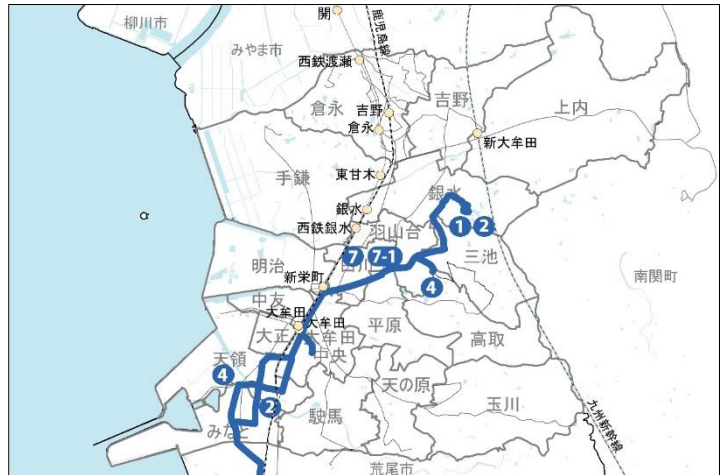 柳川市
開
鹿児島線
みやま市
西鉄渡瀬
倉永
吉野
吉野
上内
倉永
新大牟田
東甘木
手鎌
銀水
銀水
西鉄銀水
羽山台
1 2
三池
7 7-1
明治
4
新栄町
南関町
中友
大牟田
大牟田
大正
大牟田
中央
平原
高取
天領
4
天の原
2
駛馬
玉川
みなと
九州新幹線
荒尾市